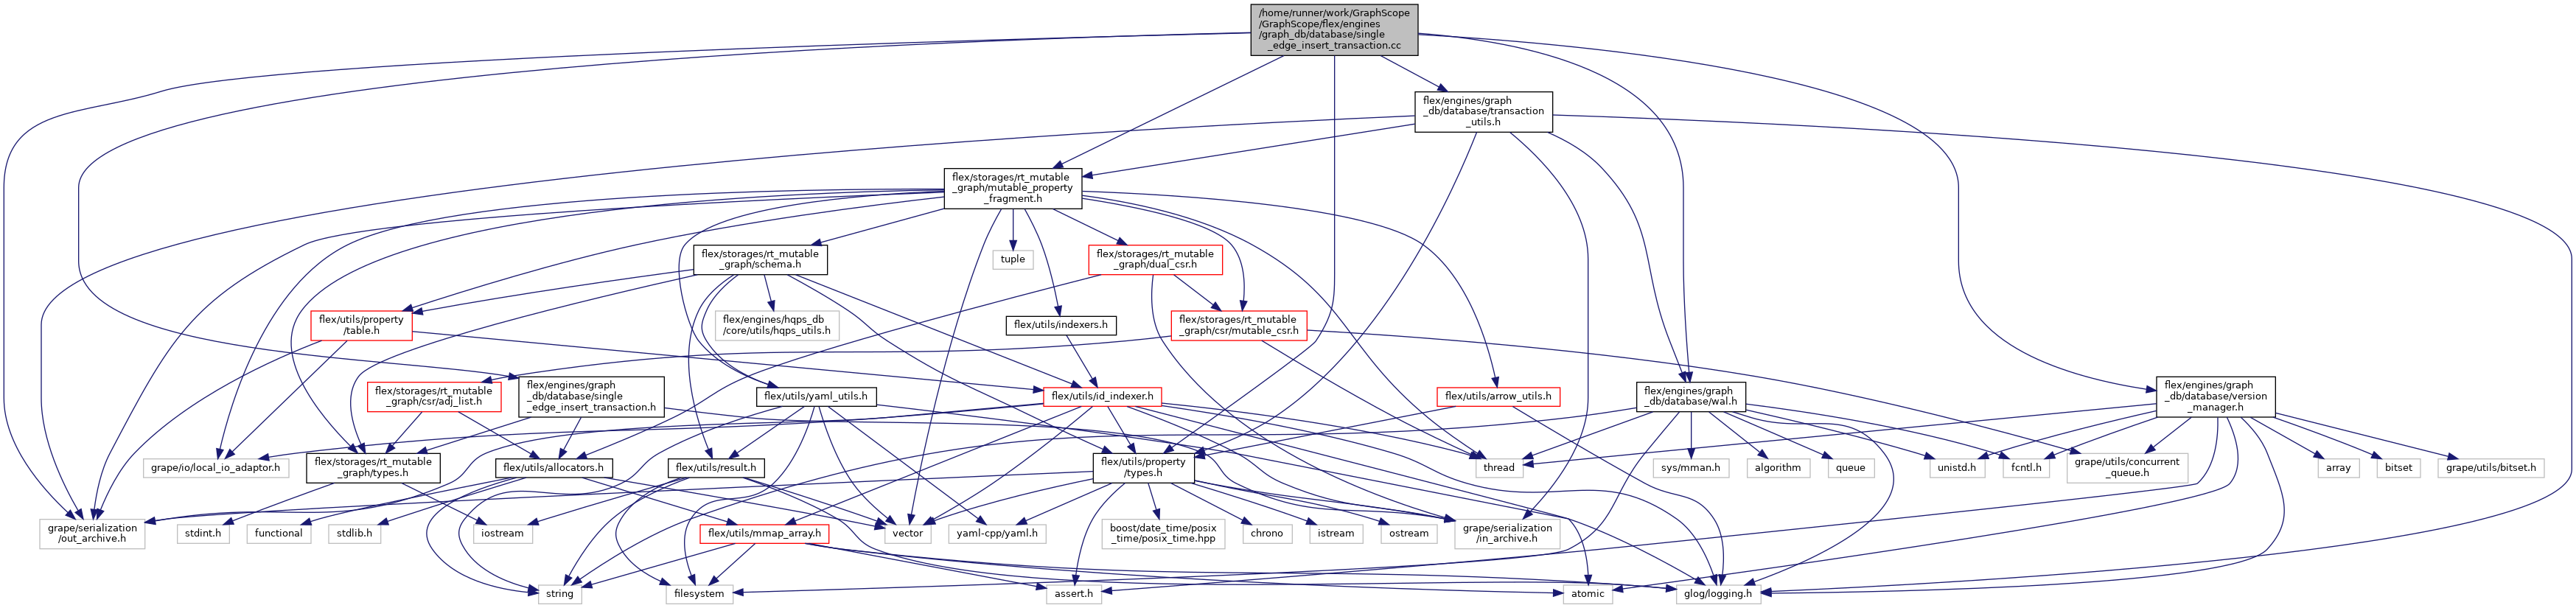 /home/runner/work/GraphScope
/GraphScope/flex/engines
/graph_db/database/single
_edge_insert_transaction.cc
flex/engines/graph
_db/database/transaction
_utils.h
flex/storages/rt_mutable
_graph/mutable_property
_fragment.h
flex/storages/rt_mutable
_graph/schema.h
tuple
flex/storages/rt_mutable
_graph/dual_csr.h
flex/utils/property
/table.h
flex/engines/hqps_db
/core/utils/hqps_utils.h
flex/utils/indexers.h
flex/storages/rt_mutable
_graph/csr/mutable_csr.h
flex/storages/rt_mutable
_graph/csr/adj_list.h
flex/engines/graph
_db/database/single
_edge_insert_transaction.h
flex/utils/yaml_utils.h
flex/utils/id_indexer.h
flex/utils/arrow_utils.h
flex/engines/graph
_db/database/wal.h
flex/engines/graph
_db/database/version
_manager.h
grape/io/local_io_adaptor.h
flex/storages/rt_mutable
_graph/types.h
flex/utils/allocators.h
flex/utils/result.h
flex/utils/property
/types.h
thread
sys/mman.h
algorithm
queue
unistd.h
fcntl.h
grape/utils/concurrent
_queue.h
array
bitset
grape/utils/bitset.h
grape/serialization
/out_archive.h
stdint.h
functional
stdlib.h
iostream
flex/utils/mmap_array.h
vector
yaml-cpp/yaml.h
boost/date_time/posix
_time/posix_time.hpp
chrono
istream
ostream
grape/serialization
/in_archive.h
string
filesystem
assert.h
atomic
glog/logging.h